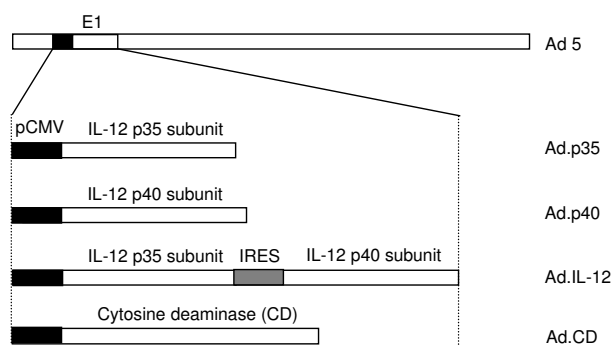 E1
Ad 5
pCMV
IL-12 p35 subunit
Ad.p35
IL-12 p40 subunit
Ad.p40
IL-12 p35 subunit IRES IL-12 p40 subunit
Ad.IL-12
Cytosine deaminase (CD)
Ad.CD